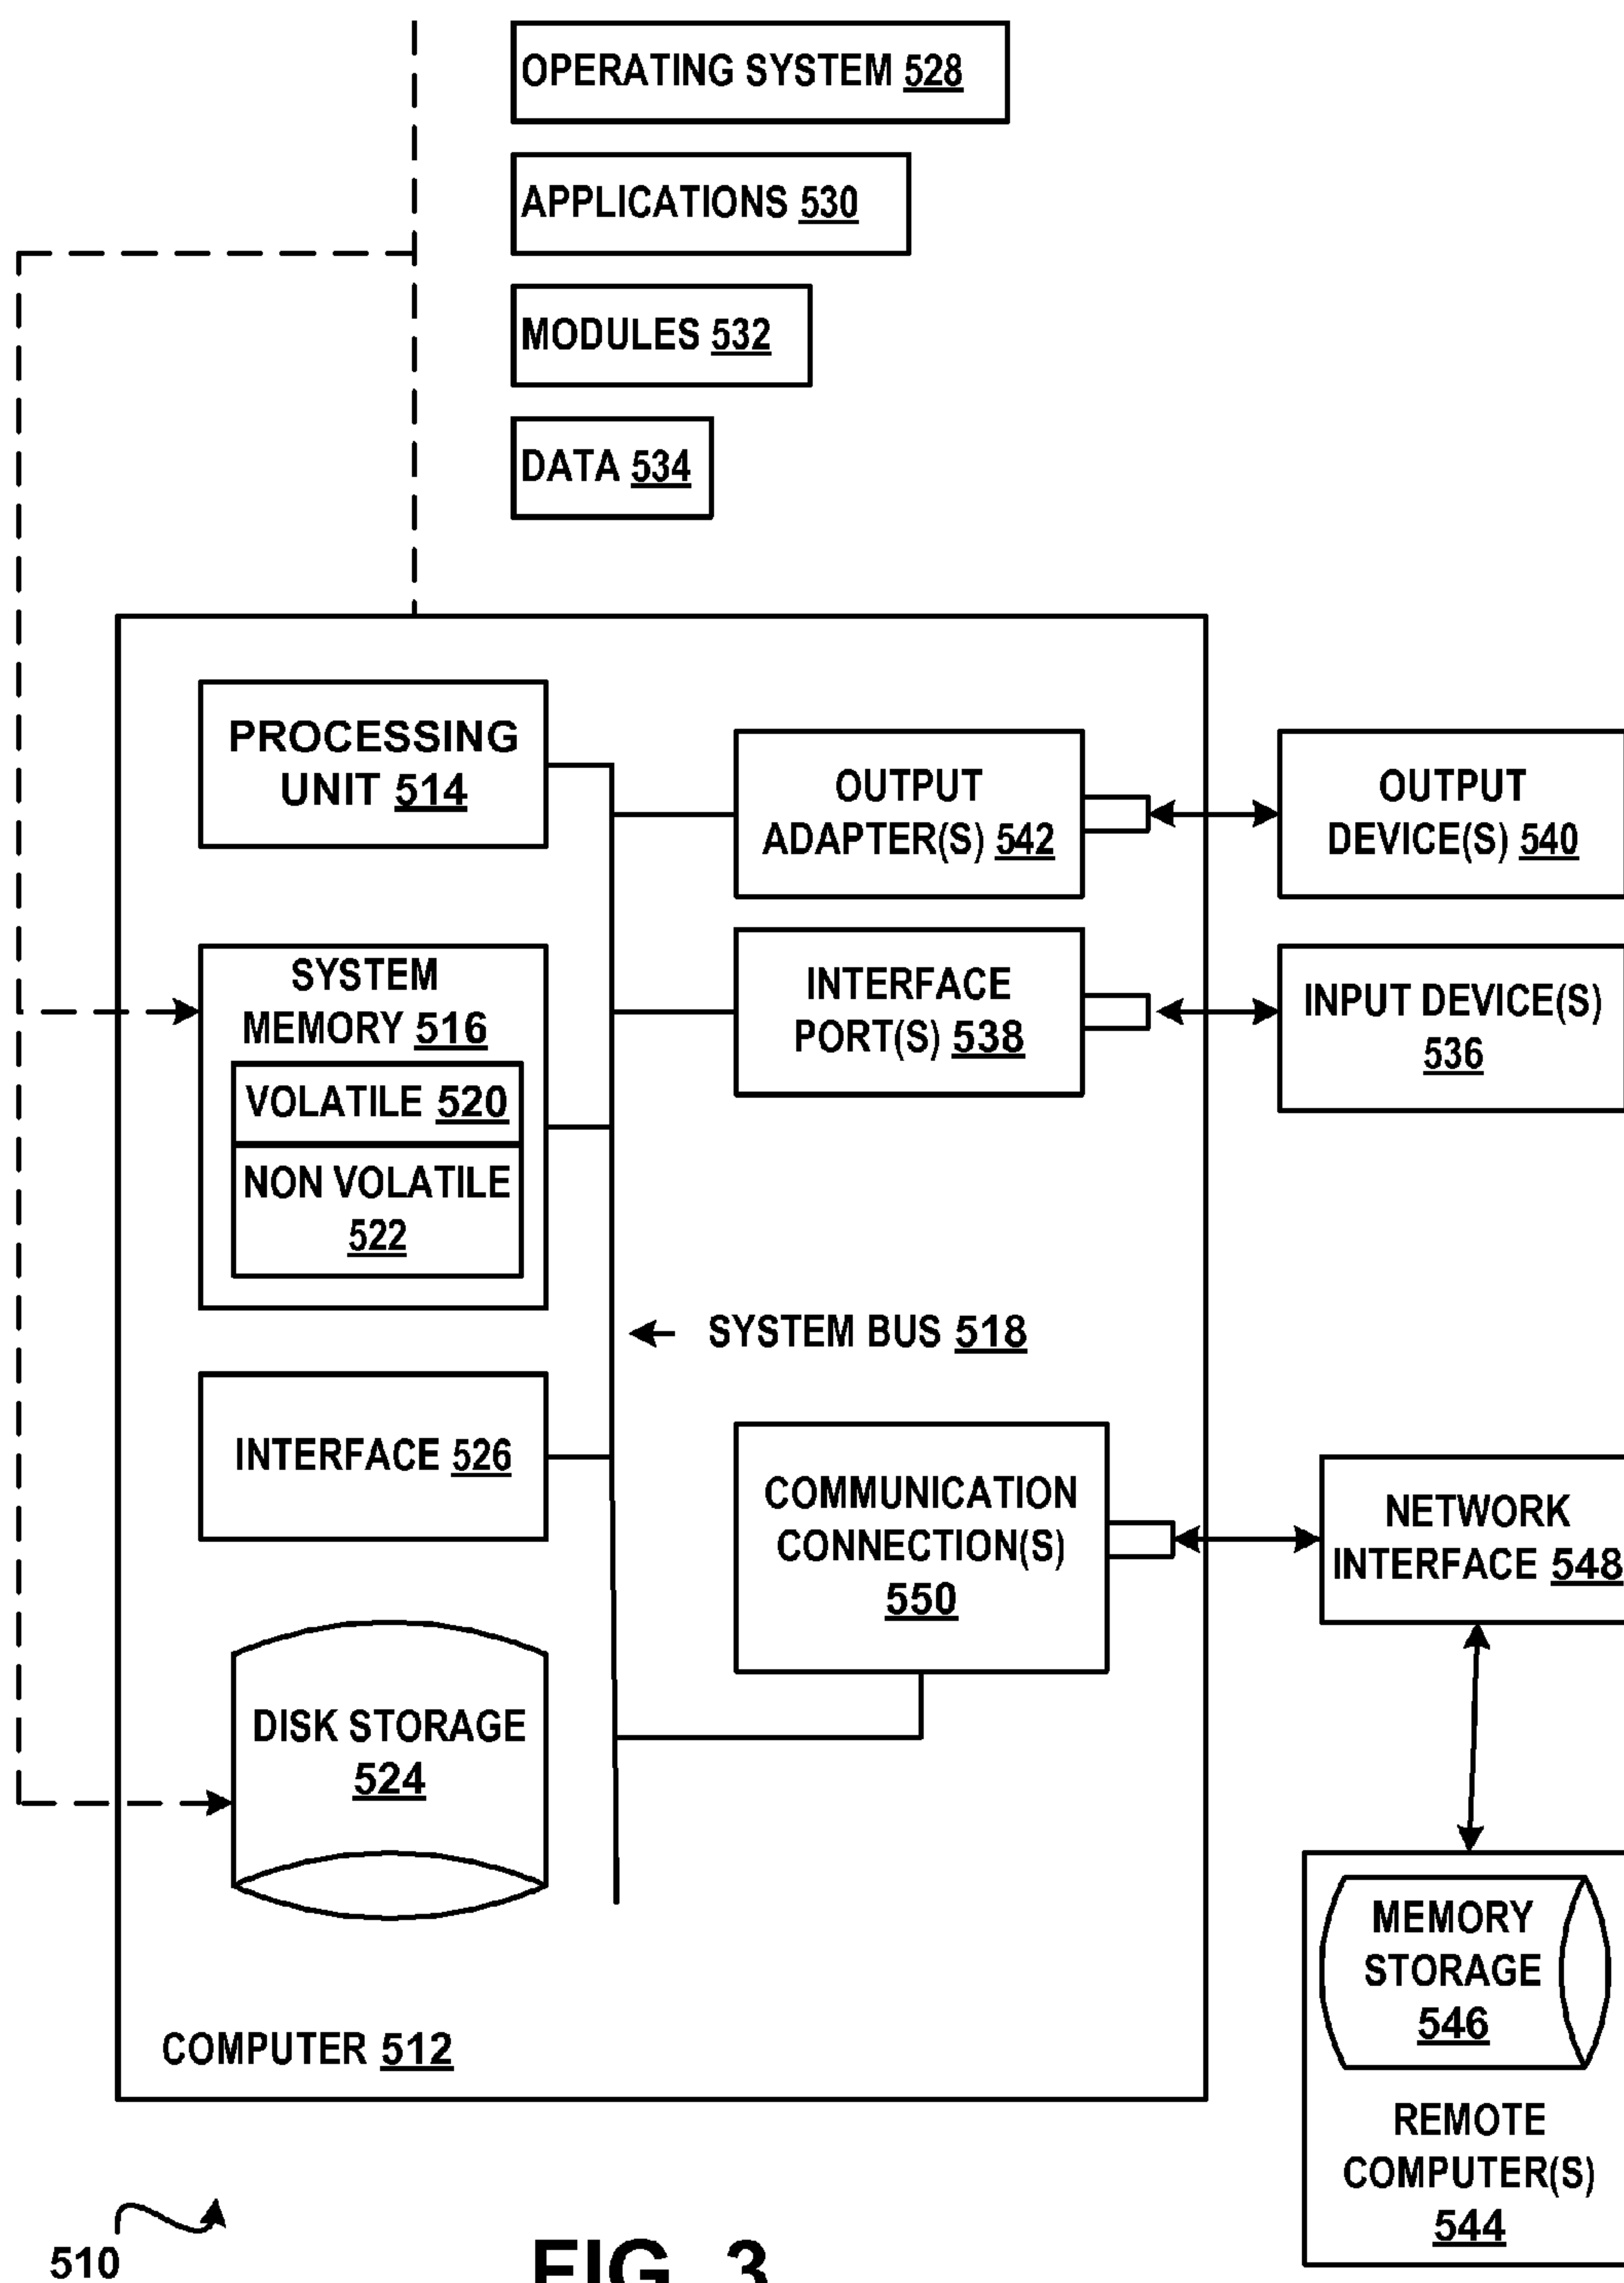 OPERATING SYSTEM 528
APPLICATIONS 530
MODULES 532
DATA 534
PROCESSING
UNIT 514
OUTPUT
ADAPTER(S) 542
OUTPUT
DEVICE(S) 540
SYSTEM
MEMORY 516
VOLATILE 520
NON VOLATILE
522
INTERFACE
PORT(S) 538
INPUT DEVICE(S)
536
SYSTEM BUS 518
INTERFACE 526
COMMUNICATION
CONNECTION(S)
550
NETWORK
INTERFACE 548
DISK STORAGE
524
MEMORY
STORAGE
546
REMOTE
COMPUTER(S)
544
COMPUTER 512
510
FIG. 3